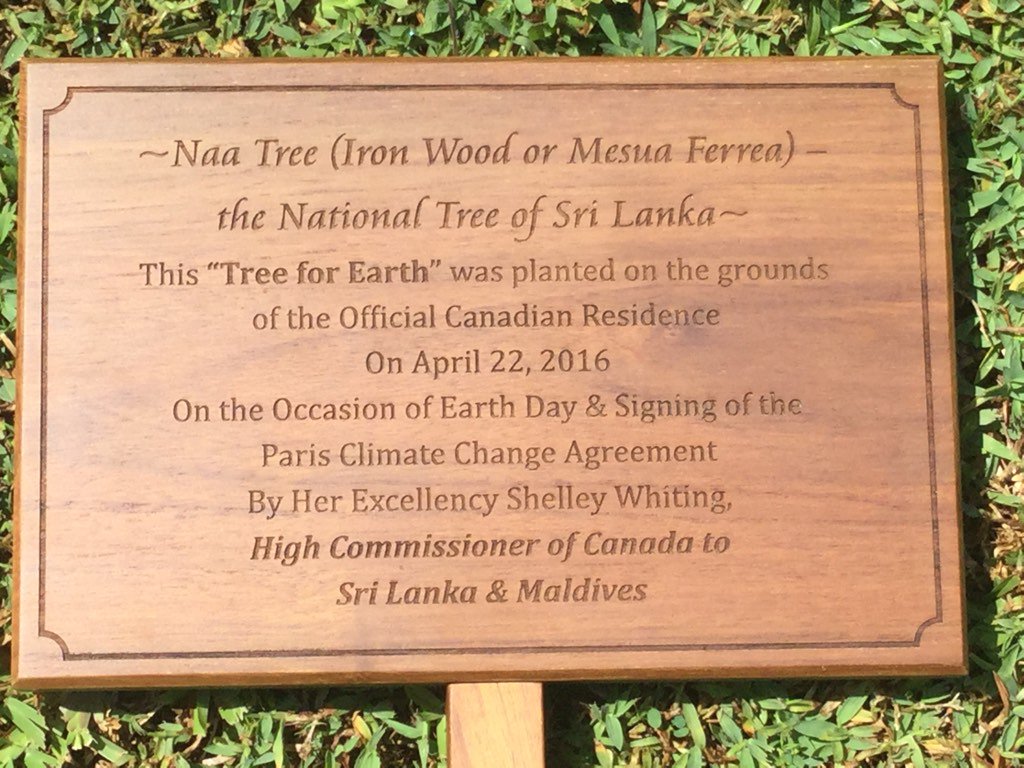 ~Naa Tree (Iron Wood or Mesua Ferrea) –
the National Tree of Sri Lanka~
This “Tree for Earth” was planted on the grounds
of the Official Canadian Residence
On April 22, 2016
On the Occasion of Earth Day & Signing of the
Paris Climate Change Agreement
By Her Excellency Shelley Whiting,
High Commissioner of Canada to
Sri Lanka & Maldives